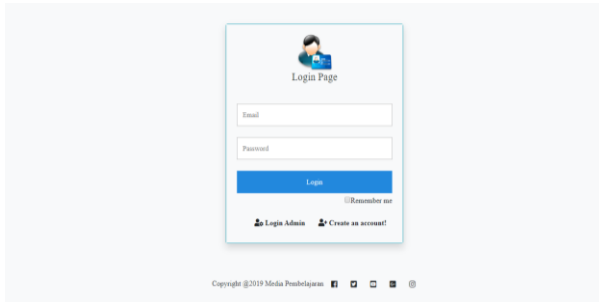 Login Page
Email
Password
Login
Remember me
Login Admin Create an account!
Copyright @2019 Media Pembelajaran